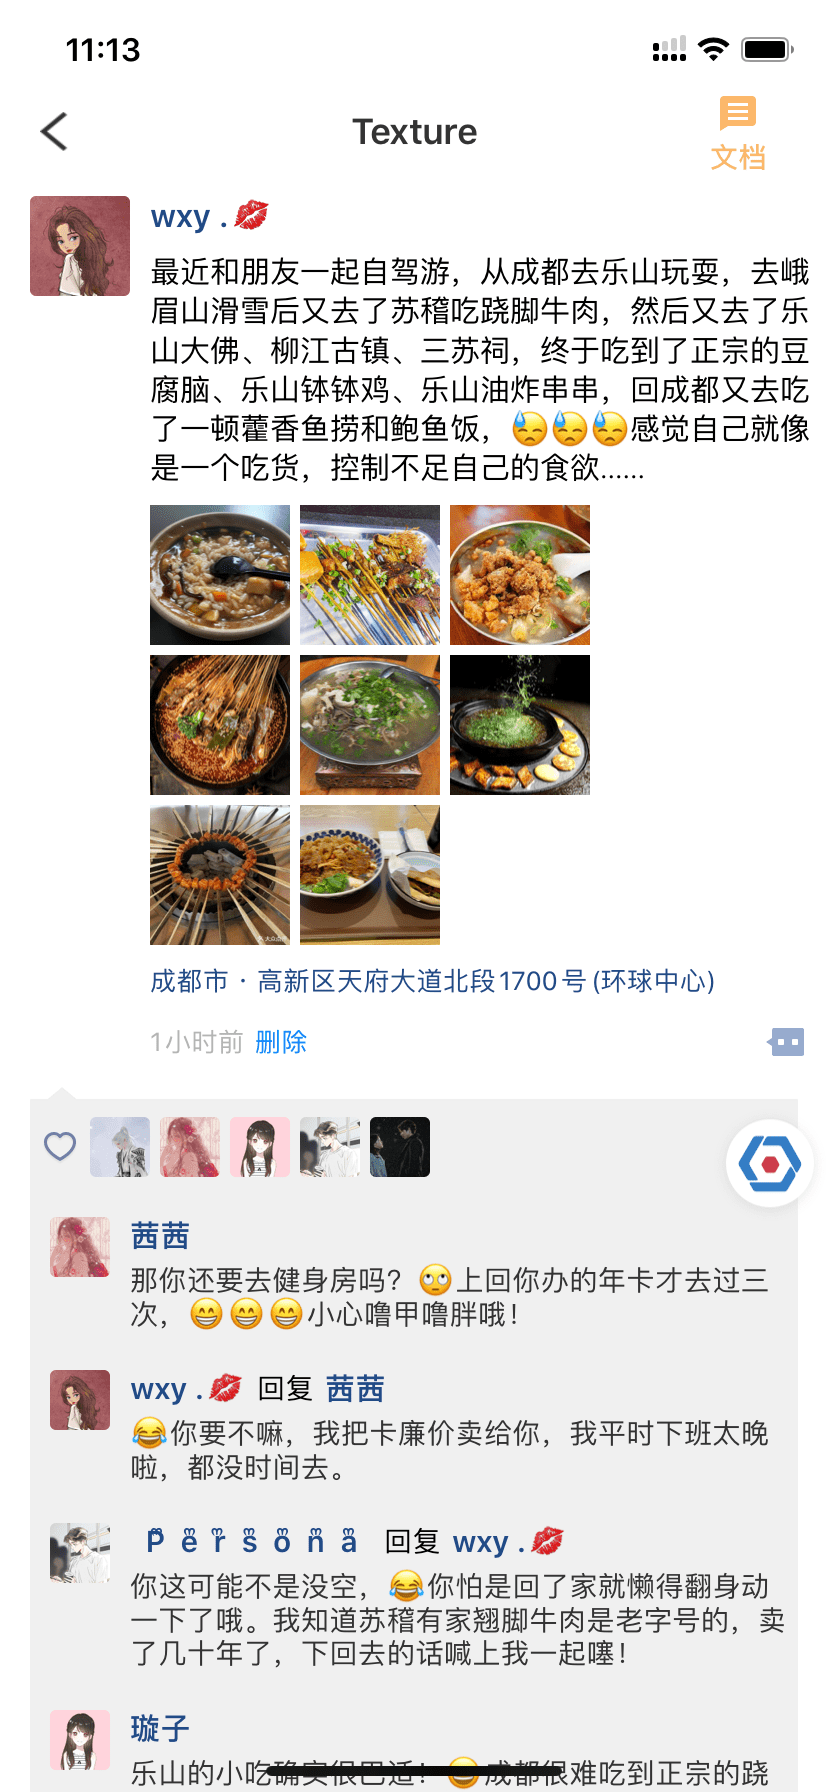 11:13
Texture
文档
wxy .💋
最近和朋友一起自驾游，从成都去乐山玩耍，去峨
眉山滑雪后又去了苏稽吃跷脚牛肉，然后又去了乐
山大佛、柳江古镇、三苏祠，终于吃到了正宗的豆
腐脑、乐山钵钵鸡、乐山油炸串串，回成都又去吃
了一顿藿香鱼捞和鲍鱼饭，😓😓😓感觉自己就像
是一个吃货，控制不足自己的食欲......
成都市 · 高新区天府大道北段1700号(环球中心)
1小时前 删除
茜茜
那你还要去健身房吗？🙄上回你办的年卡才去过三
次，😁😁😁小心噜甲噜胖哦！
wxy .💋 回复 茜茜
😂你要不嘛，我把卡廉价卖给你，我平时下班太晚
啦，都没时间去。
P e r s o n a 回复 wxy .💋
你这可能不是没空，😂你怕是回了家就懒得翻身动
一下了哦。我知道苏稽有家翘脚牛肉是老字号的，卖
了几十年了，下回去的话喊上我一起噻！
璇子
乐山的小吃确实很巴适！😅成都很难吃到正宗的跷